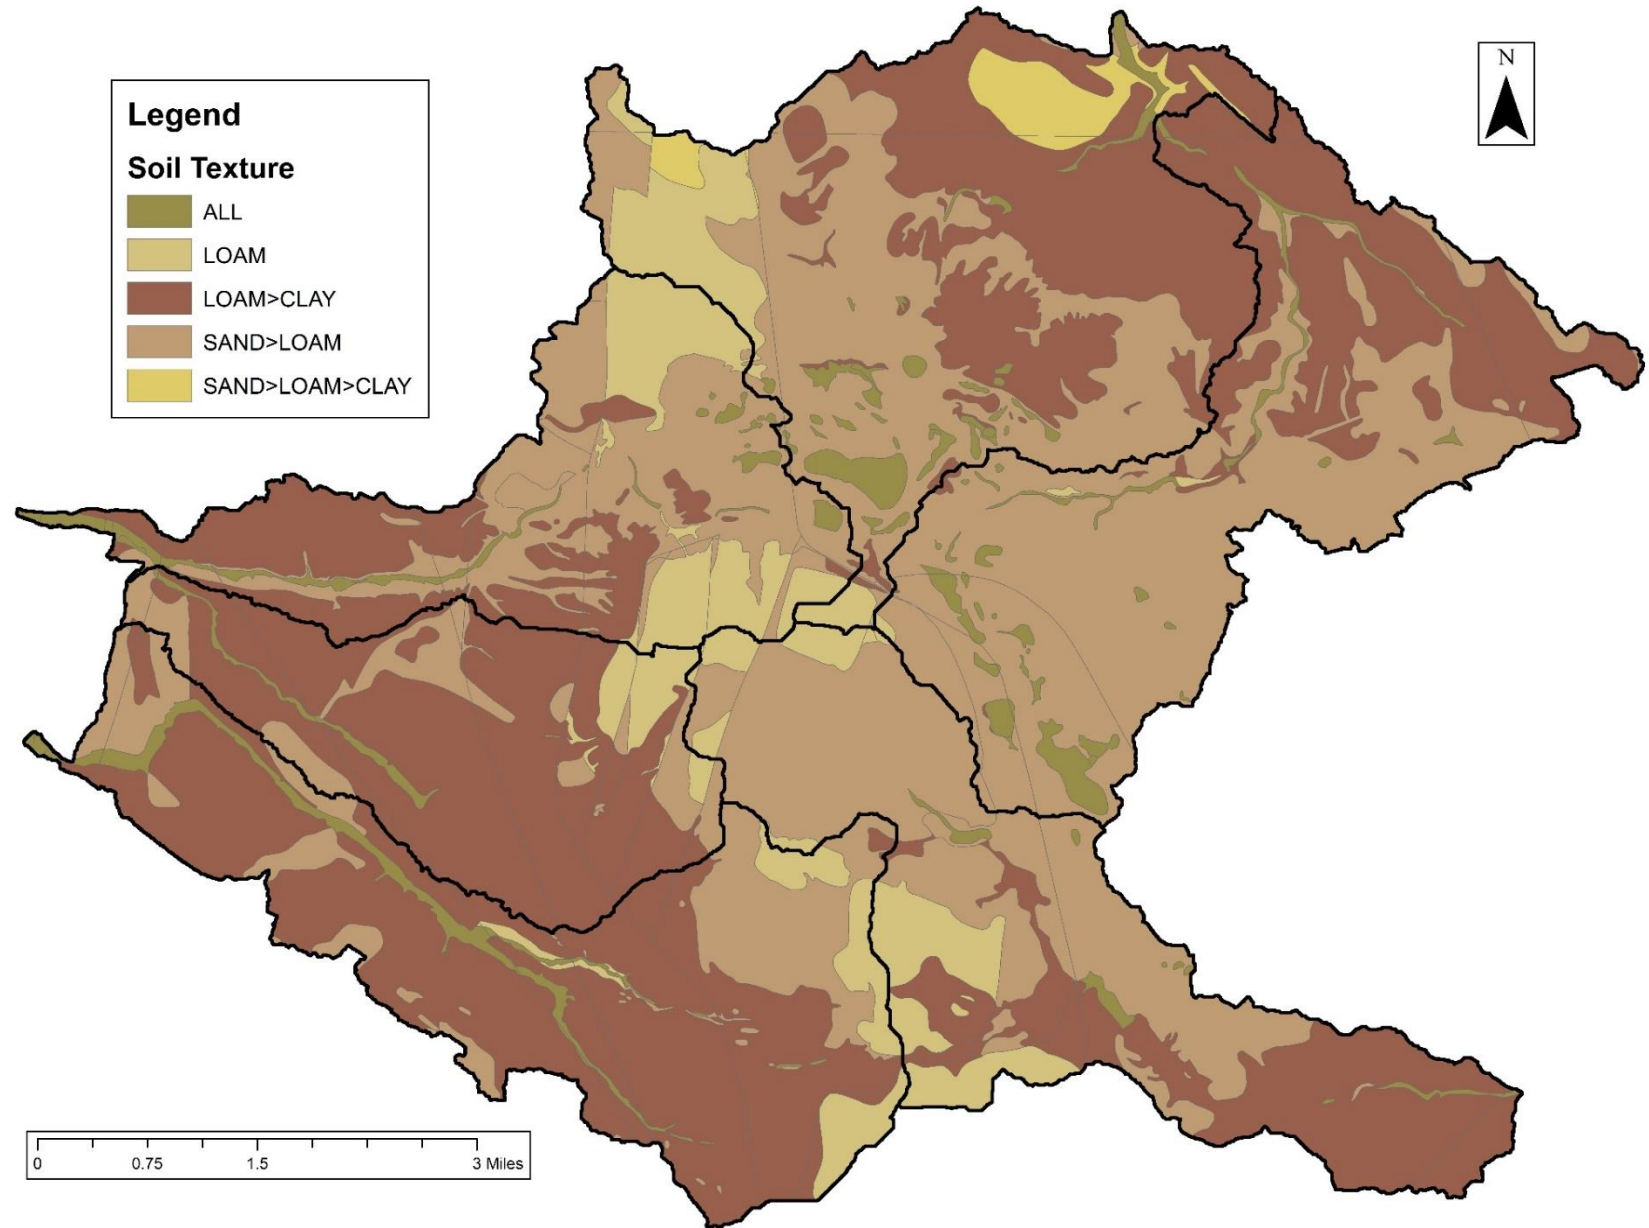 Legend
Soil Texture
ALL
LOAM
LOAM>CLAY
SAND>LOAM
SAND>LOAM>CLAY
N
0 0.75 1.5 3 Miles